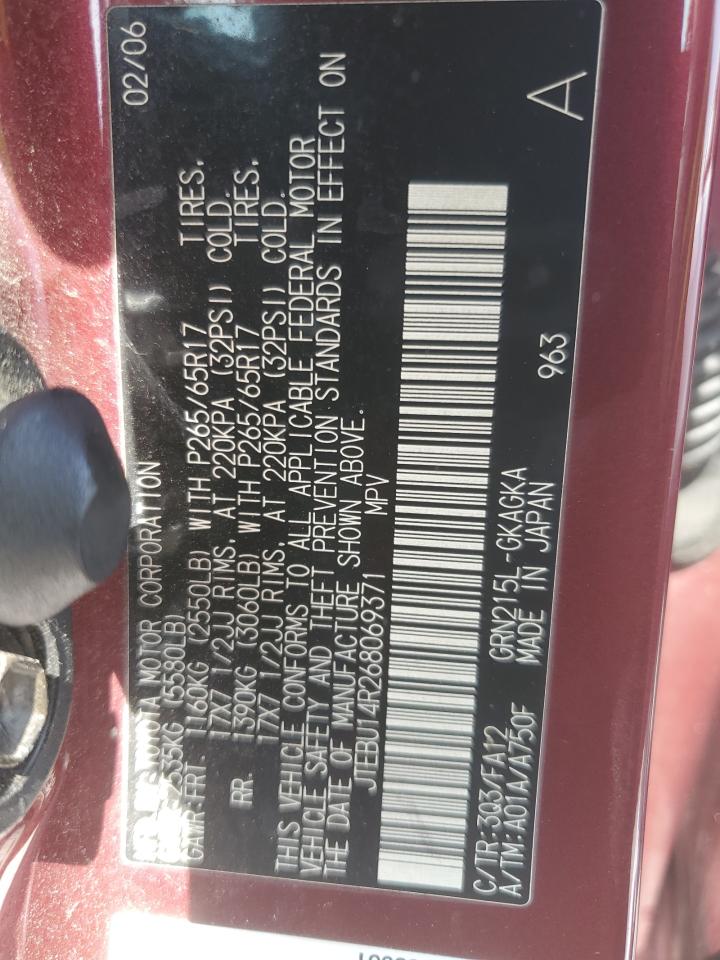 TOYOTA MOTOR CORPORATION 02/06
2535KG (5580LB)
GAWR FRT. 1160KG (2550LB) WITH P265/65R17 TIRES,
17X7 1/2JJ RIMS, AT 220KPA (32PSI) COLD.
RR. 1390KG (3060LB) WITH P265/65R17 TIRES,
17X7 1/2JJ RIMS, AT 220KPA (32PSI) COLD.
THIS VEHICLE CONFORMS TO ALL APPLICABLE FEDERAL MOTOR
VEHICLE SAFETY AND THEFT PREVENTION STANDARDS IN EFFECT ON
THE DATE OF MANUFACTURE SHOWN ABOVE.
JTEBU14R268069371 MPV
C/TR:3Q3/FA12 GRN215L-GKAGKA 963
A/TM:A01A/A750F MADE IN JAPAN A